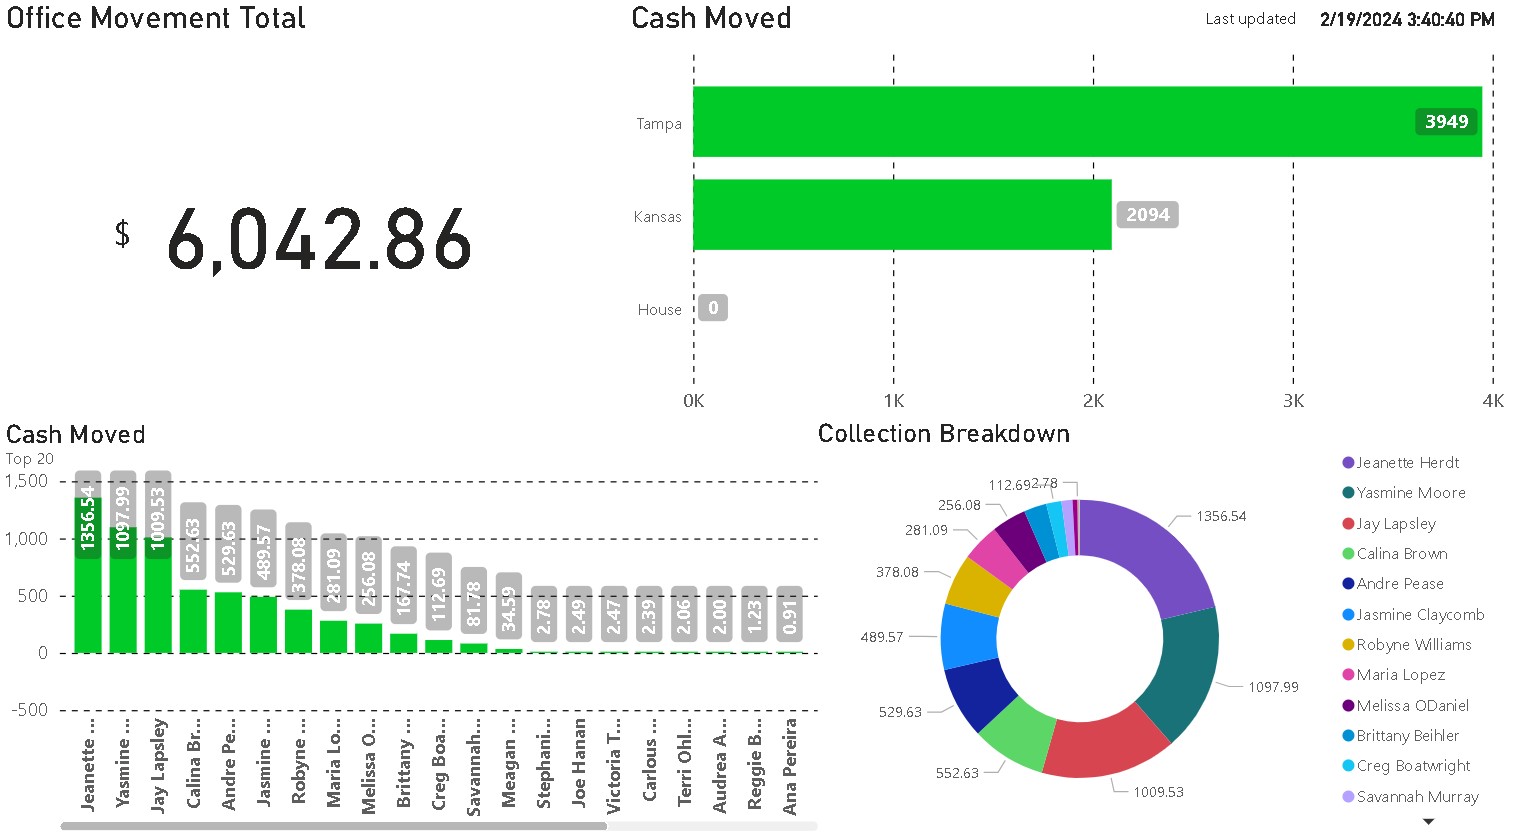 Office Movement Total
$ 6,042.86
Cash Moved
Last updated 2/19/2024 3:40:40 PM
Tampa 3949
Kansas 2094
House 0
0K 1K 2K 3K 4K
Cash Moved
Top 20
1,500
1,000
500
0
-500
1356.54 1097.99 1009.53 552.63 529.63 489.57 378.08 281.09 256.08 167.74 112.69 81.78 34.59 2.78 2.49 2.47 2.39 2.06 2.00 1.23 0.91
Jeanette ...
Yasmine ...
Jay Lapsley
Calina Br...
Andre Pe...
Jasmine ...
Robyne ...
Maria Lo...
Melissa O...
Brittany ...
Creg Boa...
Savannah...
Meagan ...
Stephani...
Joe Hanan
Victoria T...
Carlous ...
Terri Ohl...
Audrea A...
Reggie B...
Ana Pereira
Collection Breakdown
1356.54
1097.99
1009.53
552.63
529.63
489.57
378.08
281.09
256.08
112.69
2.78
Jeanette Herdt
Yasmine Moore
Jay Lapsley
Calina Brown
Andre Pease
Jasmine Claycomb
Robyne Williams
Maria Lopez
Melissa ODaniel
Brittany Beihler
Creg Boatwright
Savannah Murray